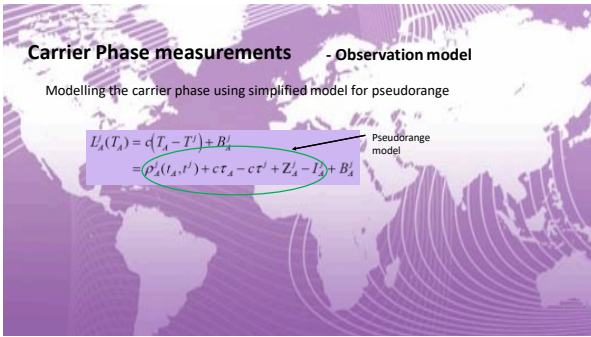 Carrier Phase measurements - Observation model
Modelling the carrier phase using simplified model for pseudorange
L_A^j(T_A) = c(T_A − T^j) + B_A^j
= ρ_A^j(t_A, t^j) + cτ_A − cτ^j + Z_A^j − I_A^j + B_A^j
Pseudorange
model